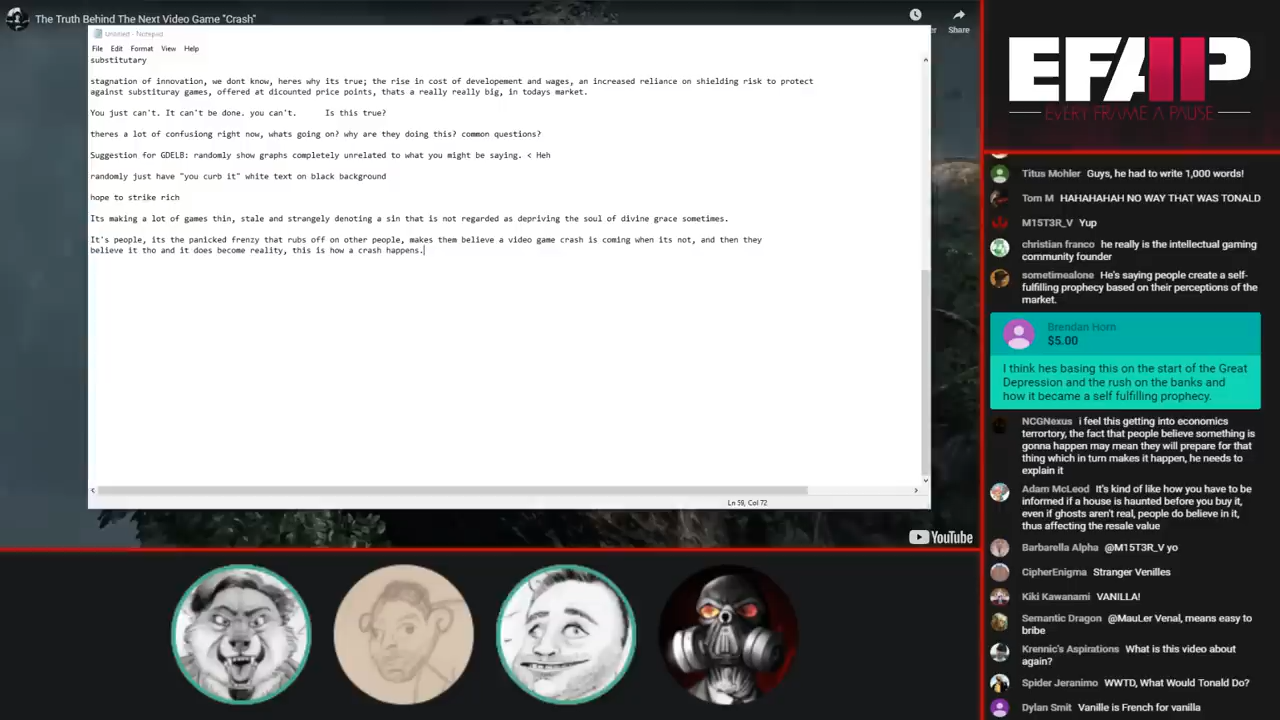 The Truth Behind The Next Video Game "Crash"
Share
Untitled - Notepad
File Edit Format View Help
substitutary
stagnation of innovation, we dont know, heres why its true; the rise in cost of developement and wages, an increased reliance on shielding risk to protect
against substituray games, offered at dicounted price points, thats a really really big, in todays market.
You just can't. It can't be done. you can't. Is this true?
theres a lot of confusiong right now, whats going on? why are they doing this? common questions?
Suggestion for GDELB: randomly show graphs completely unrelated to what you might be saying. < Heh
randomly just have "you curb it" white text on black background
hope to strike rich
Its making a lot of games thin, stale and strangely denoting a sin that is not regarded as depriving the soul of divine grace sometimes.
It's people, its the panicked frenzy that rubs off on other people, makes them believe a video game crash is coming when its not, and then they
believe it tho and it does become reality, this is how a crash happens.
Ln 59, Col 72
YouTube
EFAP
EVERY FRAME A PAUSE
Titus Mohler Guys, he had to write 1,000 words!
Tom M HAHAHAHAH NO WAY THAT WAS TONALD
M15T3R_V Yup
christian franco he really is the intellectual gaming
community founder
sometimealone He's saying people create a self-
fulfilling prophecy based on their perceptions of the
market.
Brendan Horn
$5.00
I think hes basing this on the start of the Great
Depression and the rush on the banks and
how it became a self fulfilling prophecy.
NCGNexus i feel this getting into economics
terrortory, the fact that people believe something is
gonna happen may mean they will prepare for that
thing which in turn makes it happen, he needs to
explain it
Adam McLeod It's kind of like how you have to be
informed if a house is haunted before you buy it,
even if ghosts aren't real, people do believe in it,
thus affecting the resale value
Barbarella Alpha @M15T3R_V yo
CipherEnigma Stranger Venilles
Kiki Kawanami VANILLA!
Semantic Dragon @MauLer Venal, means easy to
bribe
Krennic's Aspirations What is this video about
again?
Spider Jeranimo WWTD, What Would Tonald Do?
Dylan Smit Vanille is French for vanilla